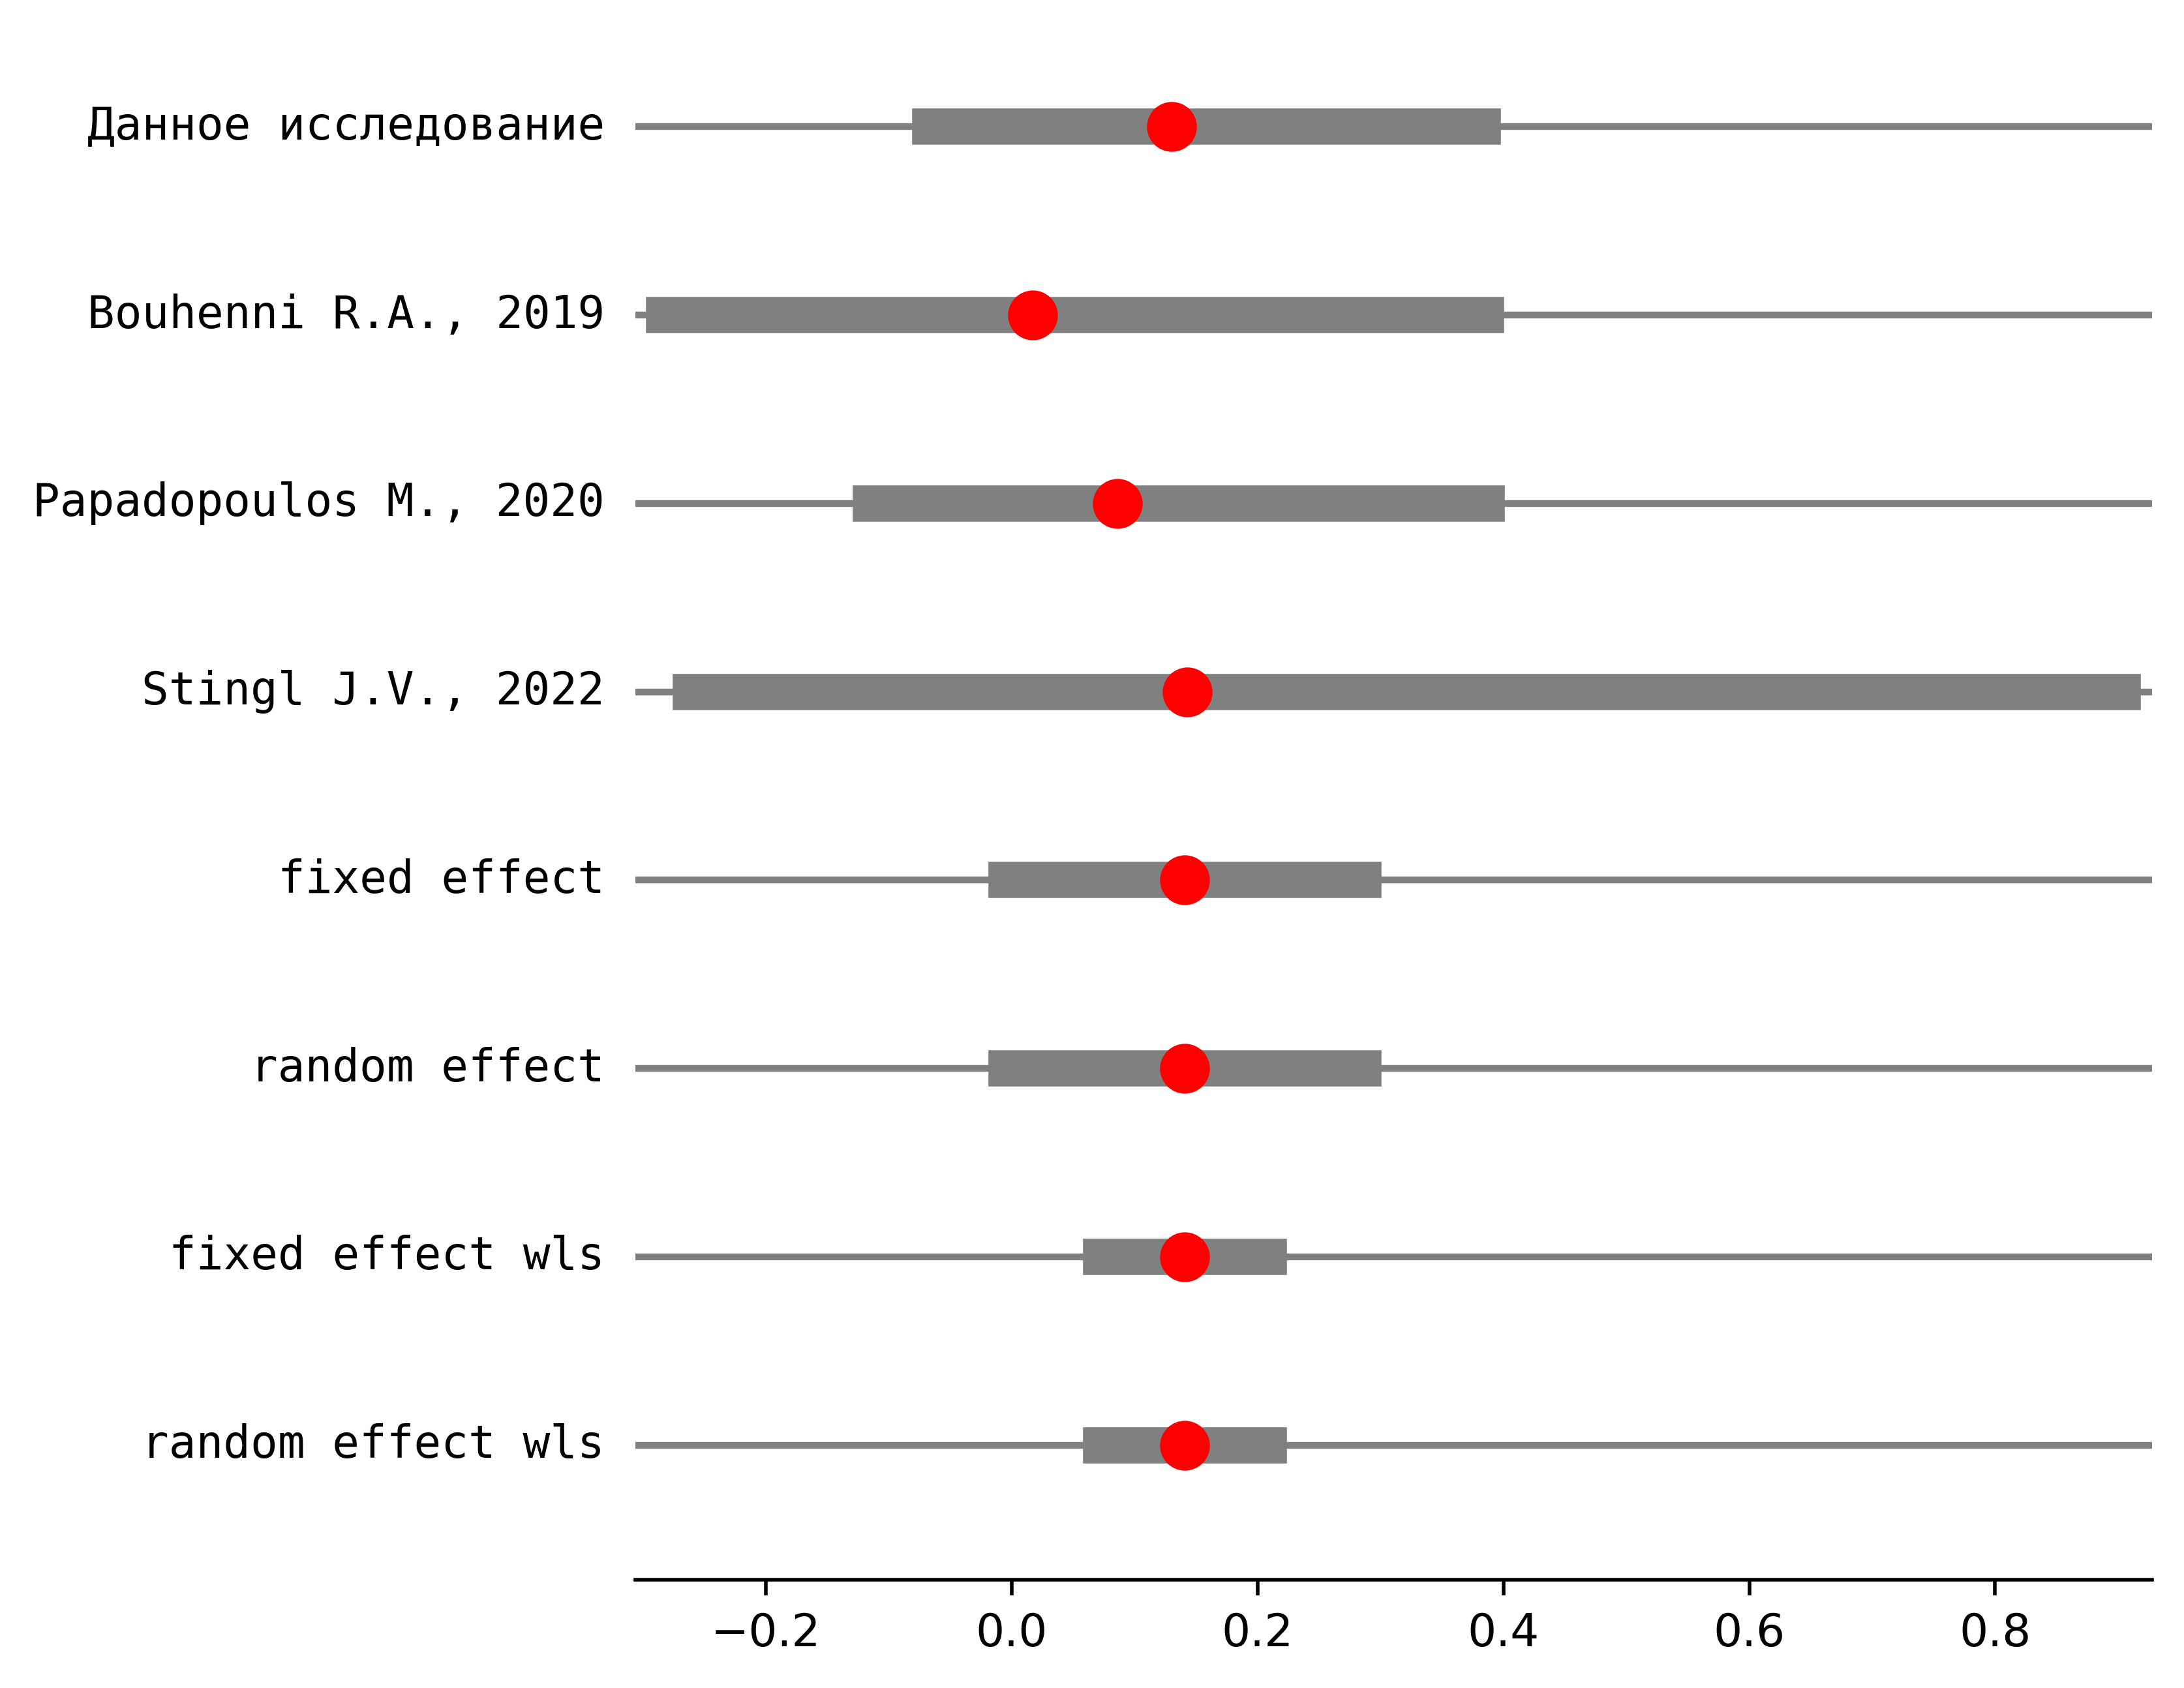 Данное исследование
Bouhenni R.A., 2019
Papadopoulos M., 2020
Stingl J.V., 2022
fixed effect
random effect
fixed effect wls
random effect wls
−0.2 0.0 0.2 0.4 0.6 0.8